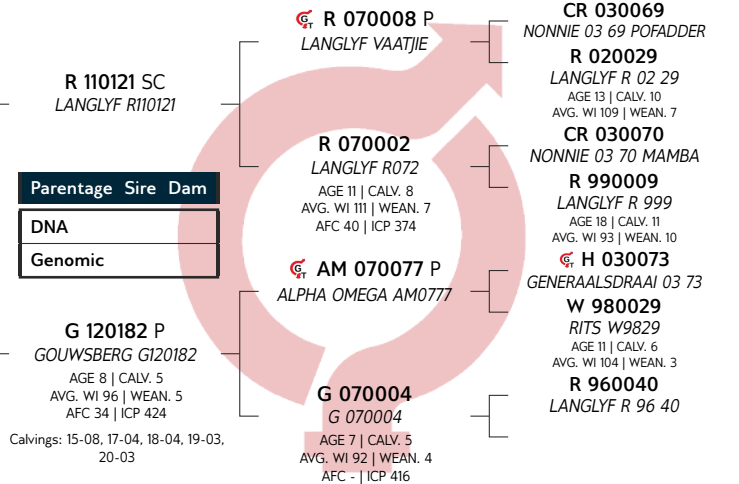 R 110121 SC
LANGLYF R110121
Parentage Sire Dam
DNA
Genomic
G 120182 P
GOUWSBERG G120182
AGE 8 | CALV. 5
AVG. WI 96 | WEAN. 5
AFC 34 | ICP 424
Calvings: 15-08, 17-04, 18-04, 19-03,
20-03
GT R 070008 P
LANGLYF VAATJIE
R 070002
LANGLYF R072
AGE 11 | CALV. 8
AVG. WI 111 | WEAN. 7
AFC 40 | ICP 374
GT AM 070077 P
ALPHA OMEGA AM0777
G 070004
G 070004
AGE 7 | CALV. 5
AVG. WI 92 | WEAN. 4
AFC - | ICP 416
CR 030069
NONNIE 03 69 POFADDER
R 020029
LANGLYF R 02 29
AGE 13 | CALV. 10
AVG. WI 109 | WEAN. 7
CR 030070
NONNIE 03 70 MAMBA
R 990009
LANGLYF R 999
AGE 18 | CALV. 11
AVG. WI 93 | WEAN. 10
GT H 030073
GENERAALSDRAAI 03 73
W 980029
RITS W9829
AGE 11 | CALV. 6
AVG. WI 104 | WEAN. 3
R 960040
LANGLYF R 96 40